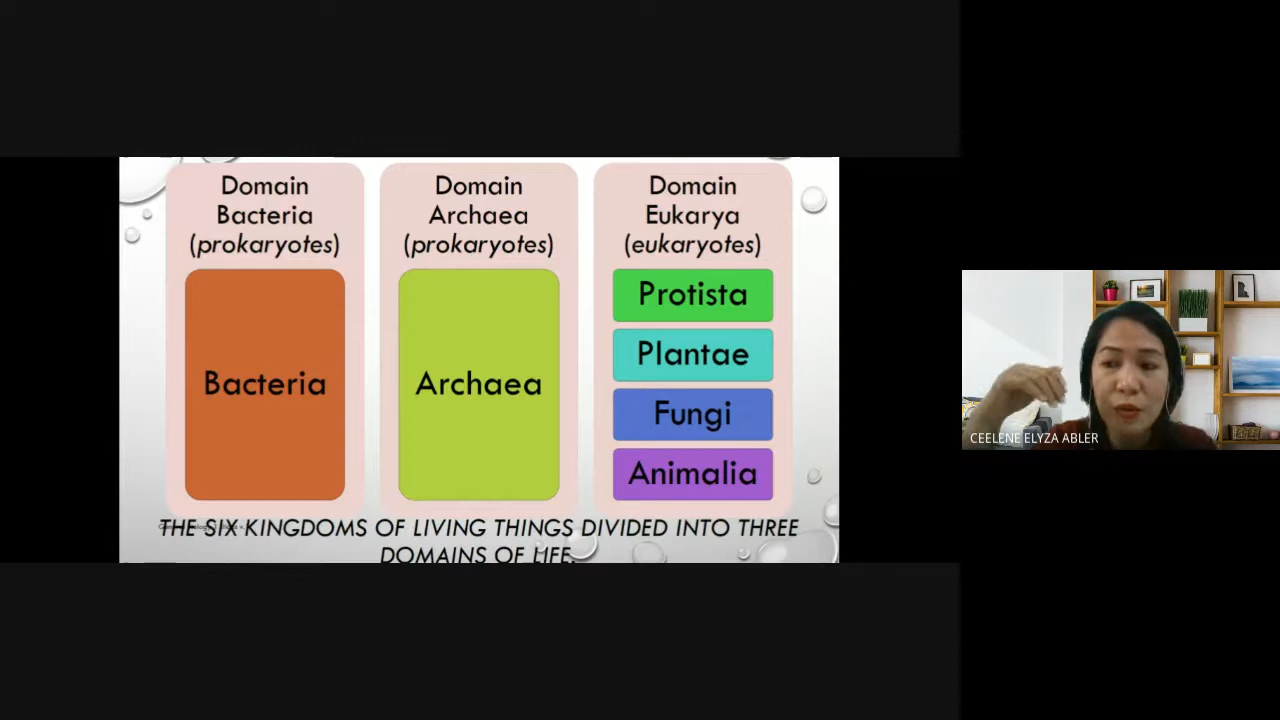 Domain
Bacteria
(prokaryotes)
Bacteria
Domain
Archaea
(prokaryotes)
Archaea
Domain
Eukarya
(eukaryotes)
Protista
Plantae
Fungi
Animalia
THE SIX KINGDOMS OF LIVING THINGS DIVIDED INTO THREE
DOMAINS OF LIFE.
CEELENE ELYZA ABLER